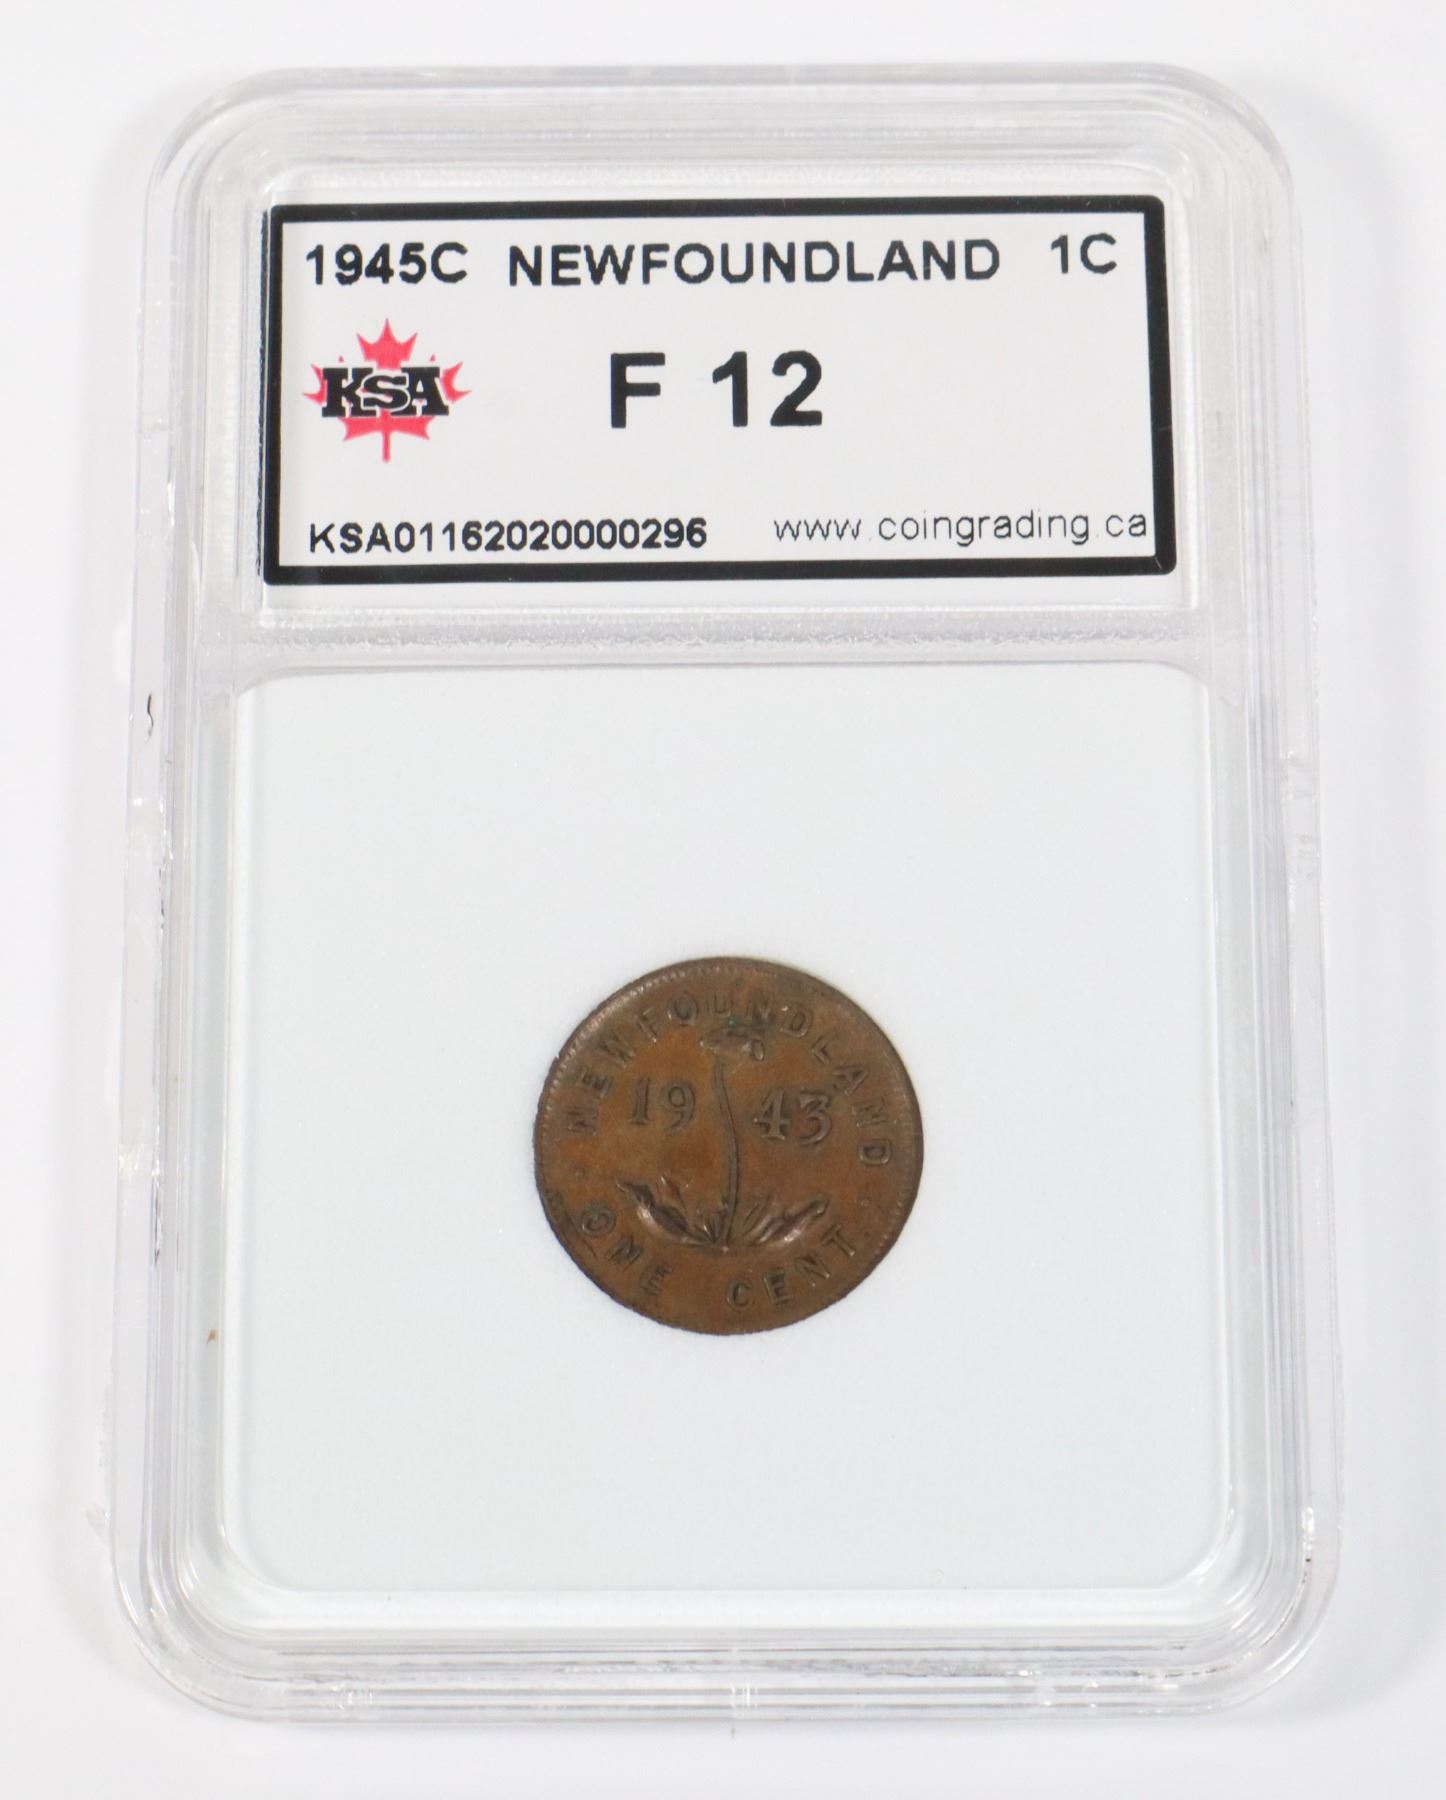 1945C NEWFOUNDLAND 1C
KSA F 12
KSA01162020000296 www.coingrading.ca
NEWFOUNDLAND
19 43
ONE CENT